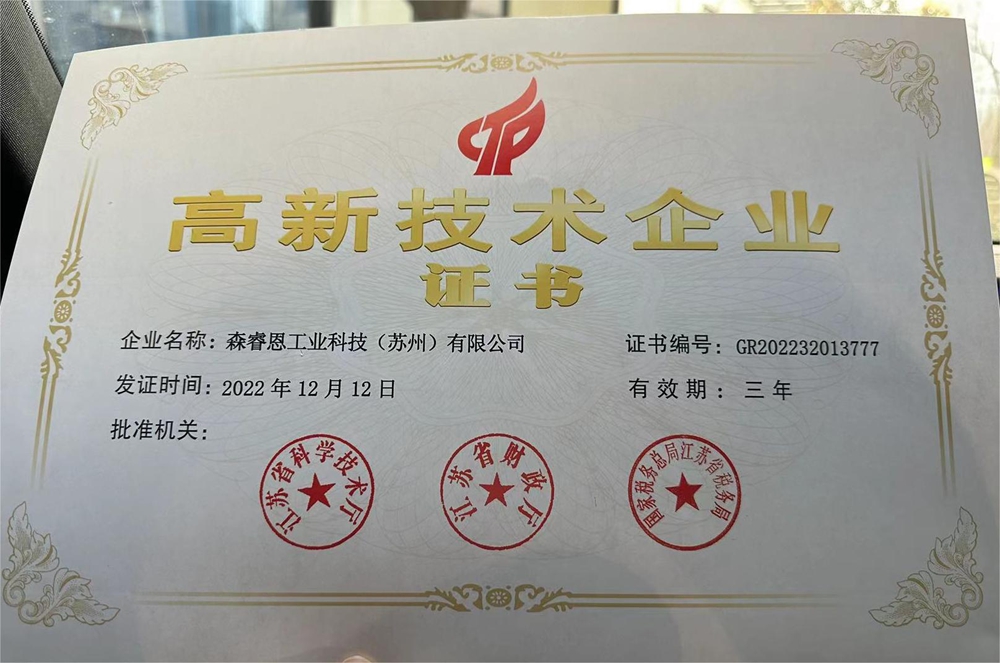 CTP
高新技术企业
证书
企业名称：森睿恩工业科技（苏州）有限公司
证书编号：GR202232013777
发证时间：2022年12月12日
有效期：三年
批准机关：
江苏省科学技术厅
江苏省财政厅
国家税务总局江苏省税务局